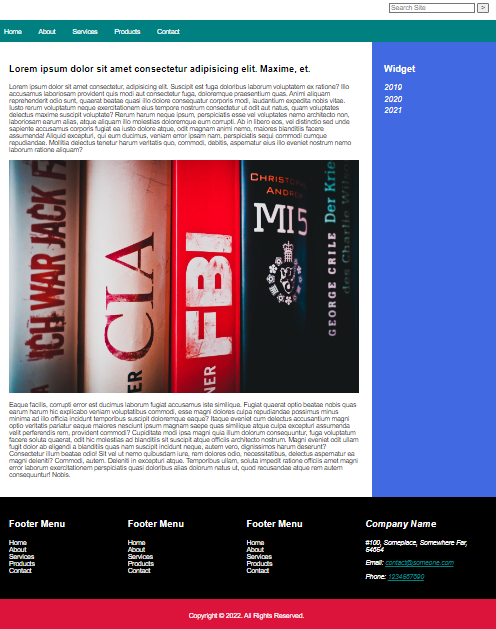 Search Site
>
Home About Services Products Contact
Lorem ipsum dolor sit amet consectetur adipisicing elit. Maxime, et.
Lorem ipsum dolor sit amet consectetur, adipisicing elit. Suscipit est fuga doloribus laborum voluptatem ex ratione? Illo
accusamus laboriosam provident quis modi aut consectetur fuga, doloremque praesentium quas. Animi aliquam
reprehenderit odio sunt, quaerat beatae quasi illo dolore consequatur corporis modi, laudantium expedita nobis vitae.
Iusto rerum voluptatum neque exercitationem eius tempore nostrum consectetur ut odit aut natus, quam voluptates
delectus maxime suscipit voluptate? Rerum harum neque ipsum, perspiciatis esse vel voluptates nemo architecto non,
laboriosam earum alias, atque aliquam illo molestias doloremque eum corrupti. Ab in libero eos, vel distinctio sed unde
sapiente accusamus corporis fugiat ea iusto dolore atque, odit magnam animi nemo, maiores blanditiis facere
assumenda! Aliquid excepturi, qui eum ducimus, veniam error ipsam nam, perspiciatis sequi commodi cumque
repudiandae. Mollitia delectus tenetur harum veritatis quo, commodi, debitis, aspernatur eius illo eveniet nostrum nemo
laborum ratione aliquam?
ICH WAR JACK
CIA
NER FBI
CHRISTOPHER
ANDREW
MI5
GEORGE CRILE Der Krieg
des Charlie Wilson
Eaque facilis, corrupti error est ducimus laborum fugiat accusamus iste similique. Fugiat quaerat optio beatae nobis quas
earum harum hic explicabo veniam voluptatibus commodi, esse magni dolores culpa repudiandae possimus minus
minima ad illo officia incidunt temporibus suscipit doloremque eaque? Itaque eveniet cum delectus accusantium magni
optio veritatis pariatur eaque maiores nesciunt ipsum magnam saepe quas similique atque culpa excepturi assumenda
velit perferendis rem, provident commodi? Cupiditate modi ipsa magni quia illum dolorum consequuntur, fuga voluptatum
facere soluta quaerat, odit hic molestias ad blanditiis sit suscipit atque officiis architecto nostrum. Magni eveniet odit ullam
fugit dolor ab eligendi a blanditiis quas nam suscipit incidunt neque, autem vero, dignissimos harum deserunt?
Consectetur illum beatae odio! Sit vel ut nemo quibusdam iure, rem dolores odio, necessitatibus, delectus aspernatur ea
magni deleniti? Commodi, autem. Deleniti in excepturi atque. Temporibus ullam, soluta impedit ratione officiis amet magni
error laborum exercitationem perspiciatis quasi doloribus alias dolorum natus ut, quod recusandae atque rem autem
consequuntur! Nobis.
Widget
2019
2020
2021
Footer Menu
Home
About
Services
Products
Contact
Footer Menu
Home
About
Services
Products
Contact
Footer Menu
Home
About
Services
Products
Contact
Company Name
#100, Someplace, Somewhere Far,
54654
Email: contact@someone.com
Phone: 1234567890
Copyright © 2022. All Rights Reserved.